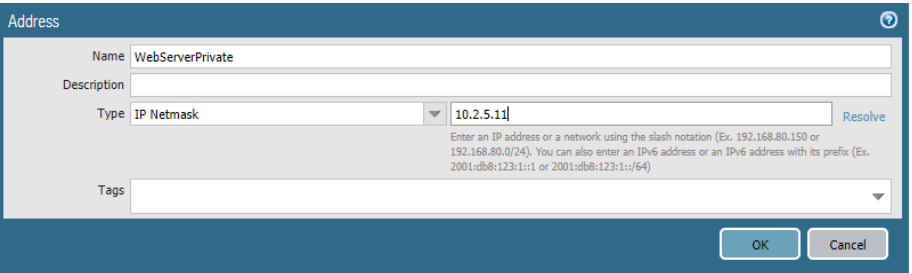 Address
Name WebServerPrivate
Description
Type IP Netmask 10.2.5.11 Resolve
Enter an IP address or a network using the slash notation (Ex. 192.168.80.150 or
192.168.80.0/24). You can also enter an IPv6 address or an IPv6 address with its prefix (Ex.
2001:db8:123:1::1 or 2001:db8:123:1::/64)
Tags
OK Cancel